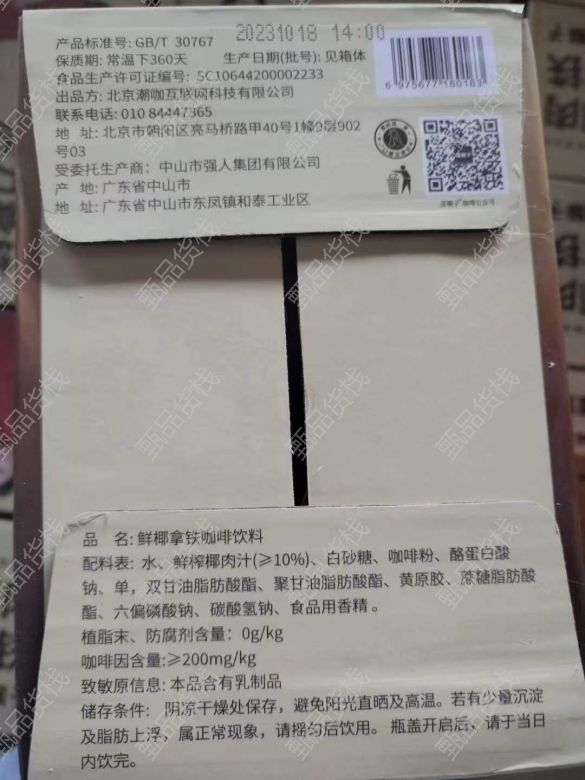 20231018 14:00
产品标准号: GB/T 30767
保质期: 常温下360天 生产日期(批号): 见箱体
食品生产许可证编号: SC10644200002233
出品方: 北京潮咖互联网科技有限公司
联系电话: 010 84447365
地 址: 北京市朝阳区亮马桥路甲40号1幢9层902
号03
受委托生产商: 中山市强人集团有限公司
产 地: 广东省中山市
地 址: 广东省中山市东凤镇和泰工业区
6 975677 160163
品 名: 鲜椰拿铁咖啡饮料
配料表: 水、鲜榨椰肉汁(≥10%)、白砂糖、咖啡粉、酪蛋白酸
钠、单，双甘油脂肪酸酯、聚甘油脂肪酸酯、黄原胶、蔗糖脂肪酸
酯、六偏磷酸钠、碳酸氢钠、食品用香精。
植脂末、防腐剂含量: 0g/kg
咖啡因含量:≥200mg/kg
致敏原信息: 本品含有乳制品
储存条件: 阴凉干燥处保存，避免阳光直晒及高温。若有少量沉淀
及脂肪上浮，属正常现象，请摇匀后饮用。瓶盖开启后，请于当日
内饮完。
甄品货栈